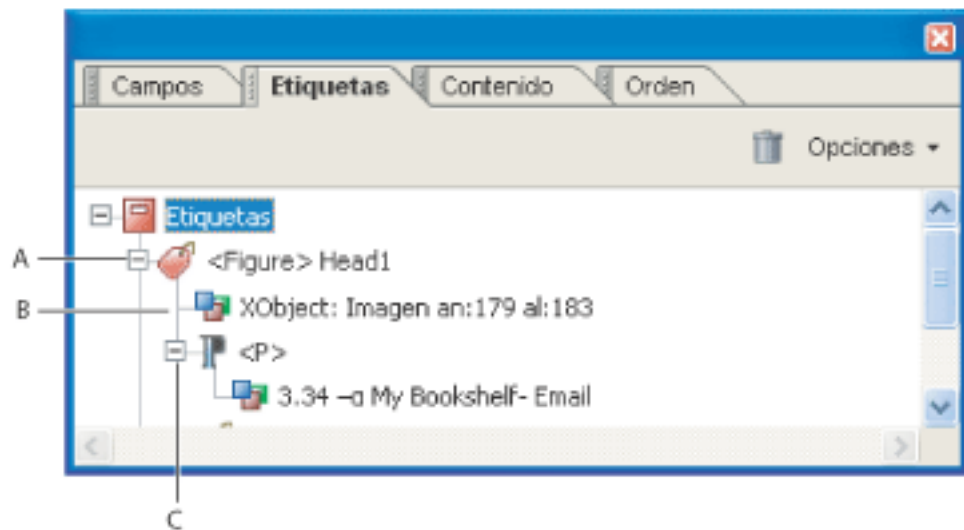 Campos Etiquetas Contenido Orden
Opciones
Etiquetas
A <Figure> Head1
B XObject: Imagen an:179 al:183
<P>
3.34 –a My Bookshelf- Email
C